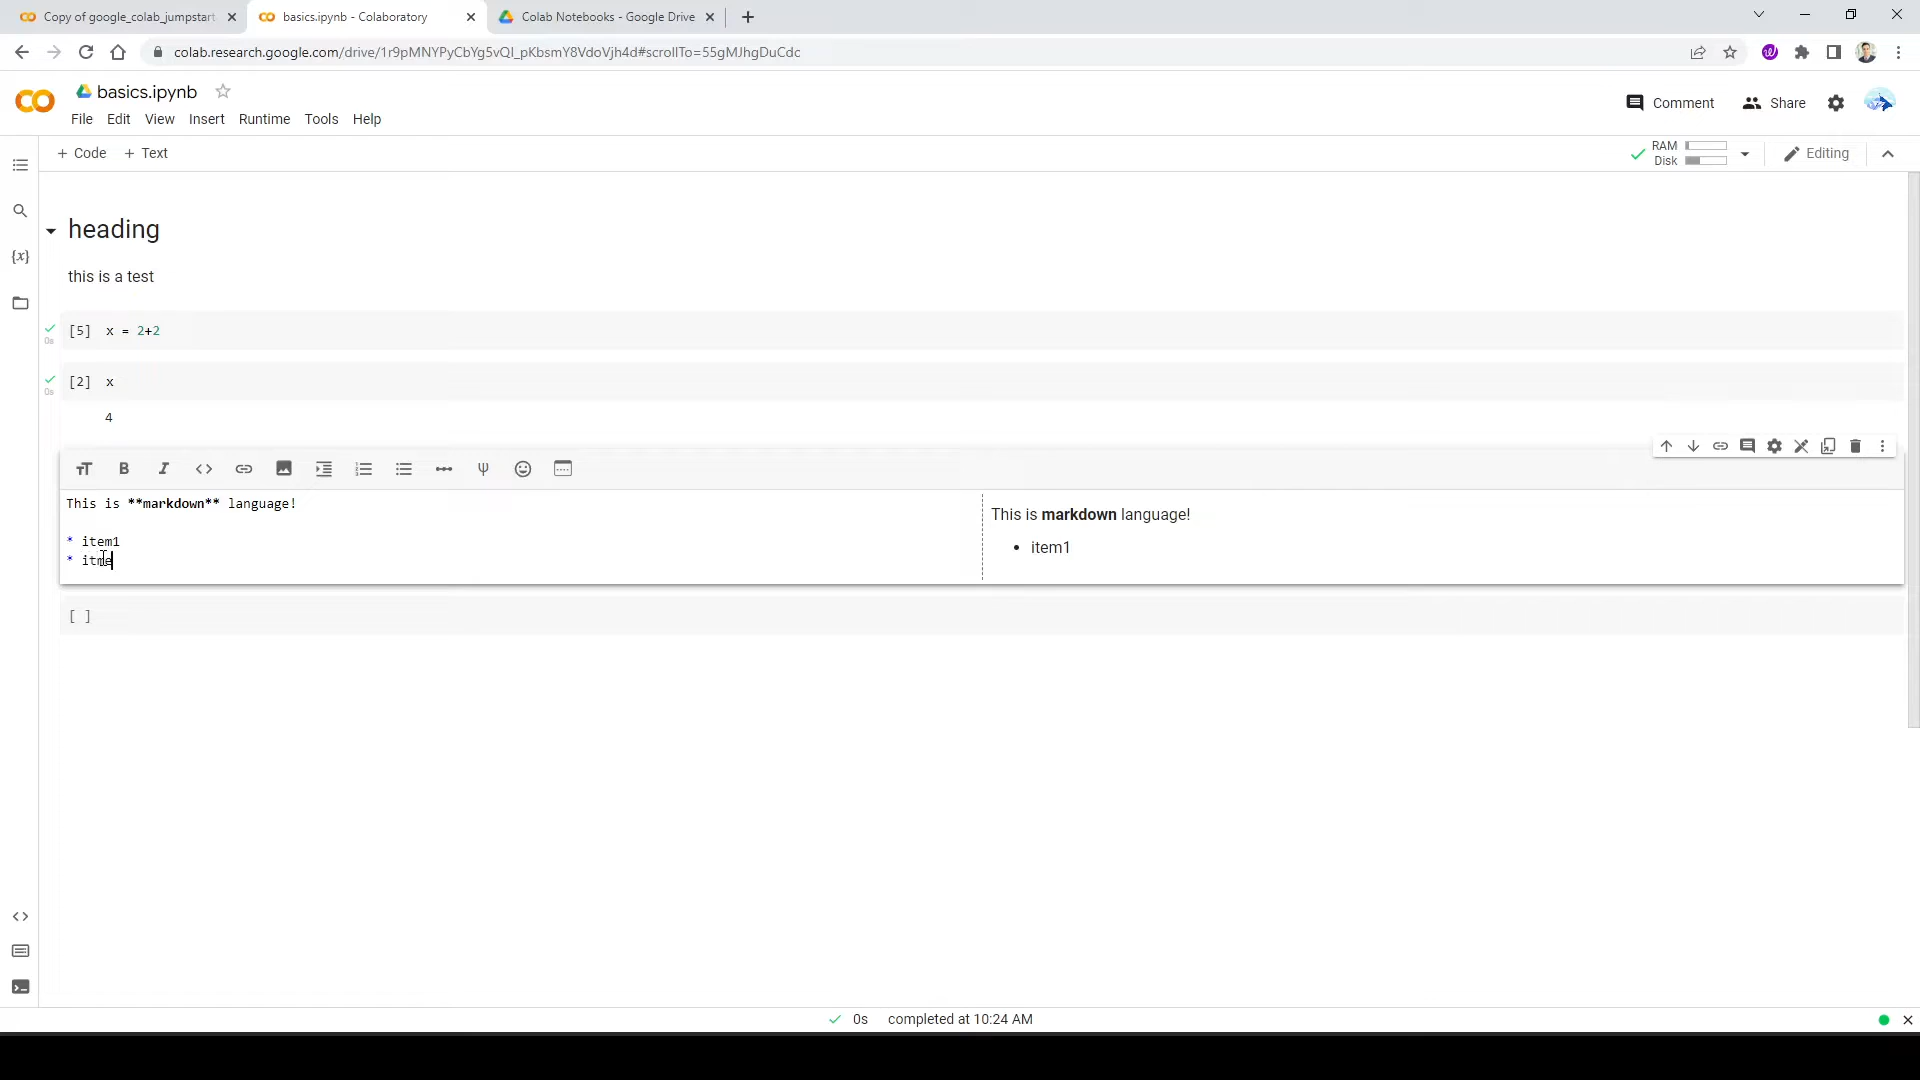 Copy of google_colab_jumpstart
basics.ipynb - Colaboratory
Colab Notebooks - Google Drive
colab.research.google.com/drive/1r9pMNYPyCbYg5vQI_pKbsmY8VdoVjh4d#scrollTo=55gMJhgDuCdc
basics.ipynb
Comment
Share
File Edit View Insert Runtime Tools Help
+ Code + Text
RAM
Disk
Editing
heading
{x}
this is a test
[5] x = 2+2
0s
[2] x
0s
4
This is **markdown** language!
* item1
* itme
This is markdown language!
• item1
[ ]
0s completed at 10:24 AM